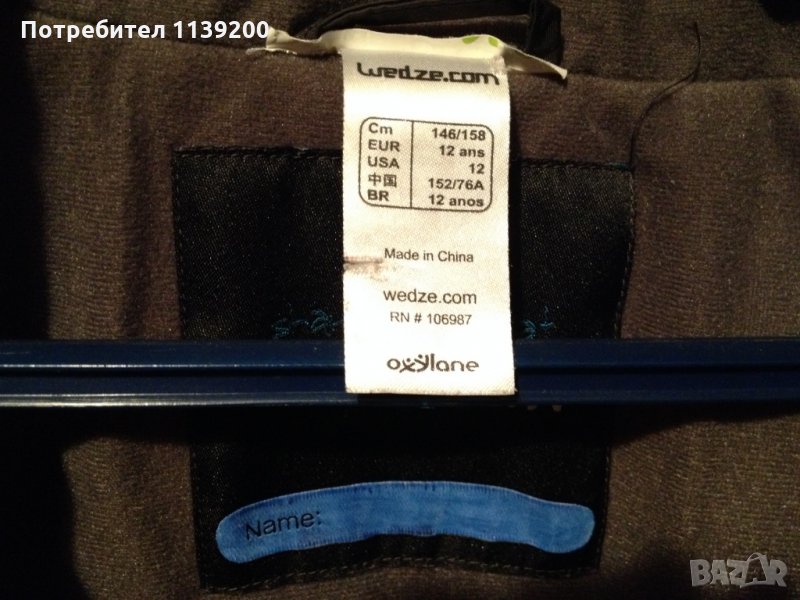 Потребител 1139200
wedze.com
Cm 146/158
EUR 12 ans
USA 12
中国 152/76A
BR 12 anos
Made in China
wedze.com
RN # 106987
oxylane
Name:
BAZAR